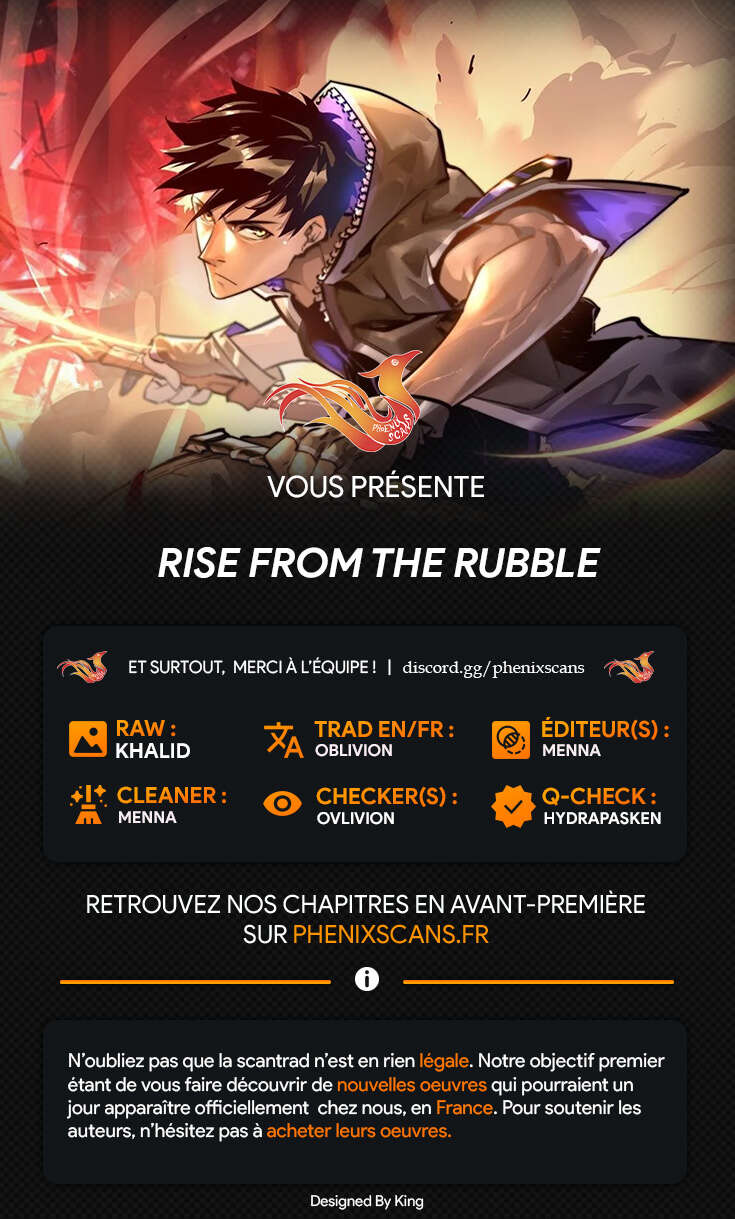 PHOENIX
SCANS
VOUS PRÉSENTE
RISE FROM THE RUBBLE
ET SURTOUT, MERCI À L'ÉQUIPE ! | discord.gg/phenixscans
RAW : TRAD EN/FR : ÉDITEUR(S) :
KHALID OBLIVION MENNA
CLEANER : CHECKER(S) : Q-CHECK :
MENNA OVLIVION HYDRAPASKEN
RETROUVEZ NOS CHAPITRES EN AVANT-PREMIÈRE
SUR PHENIXSCANS.FR
N'oubliez pas que la scantrad n'est en rien légale. Notre objectif premier
étant de vous faire découvrir de nouvelles oeuvres qui pourraient un
jour apparaître officiellement chez nous, en France. Pour soutenir les
auteurs, n'hésitez pas à acheter leurs oeuvres.
Designed By King